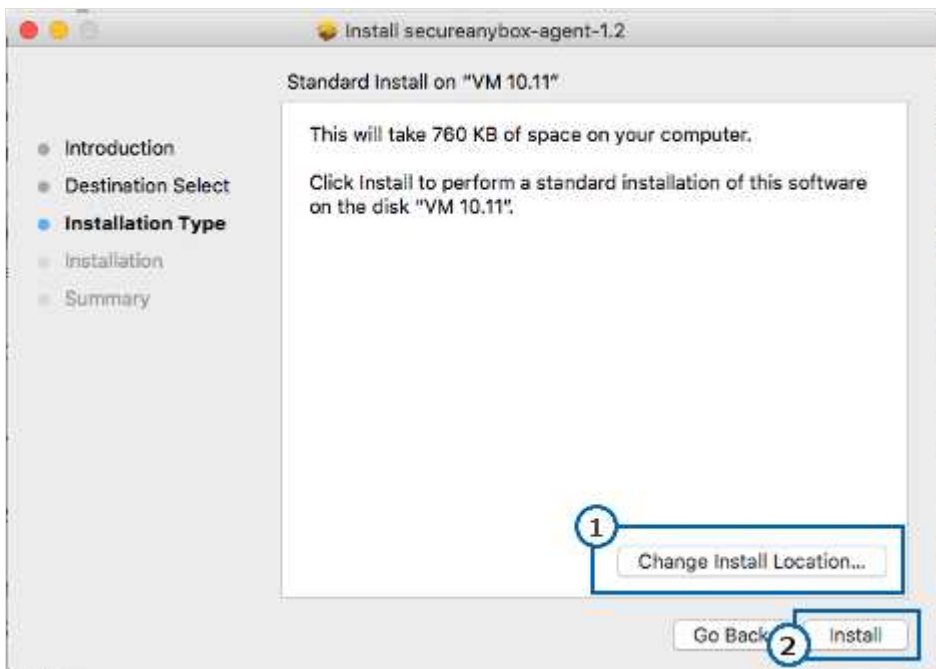 Install secureanybox-agent-1.2
Standard Install on "VM 10.11"
Introduction
Destination Select
Installation Type
Installation
Summary
This will take 760 KB of space on your computer.
Click Install to perform a standard installation of this software
on the disk "VM 10.11".
1
Change Install Location...
Go Back
2
Install